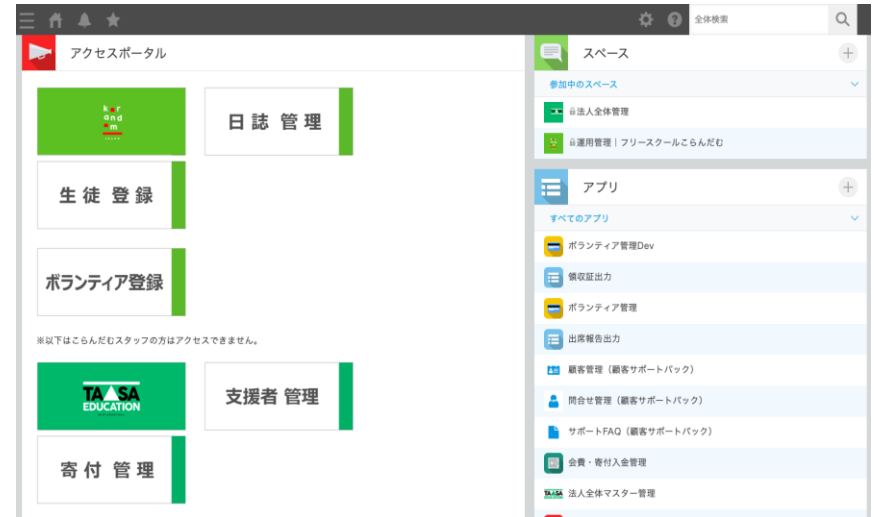 全体検索
アクセスポータル
kor
and
m
日誌 管理
生徒 登録
ボランティア登録
※以下はこらんだむスタッフの方はアクセスできません。
TAASA
EDUCATION
支援者 管理
寄付 管理
スペース
参加中のスペース
法人全体管理
運用管理|フリースクールこらんだむ
アプリ
すべてのアプリ
ボランティア管理Dev
領収証出力
ボランティア管理
出席報告出力
顧客管理(顧客サポートパック)
問合せ管理(顧客サポートパック)
サポートFAQ(顧客サポートパック)
会費・寄付入金管理
TAASA 法人全体マスター管理